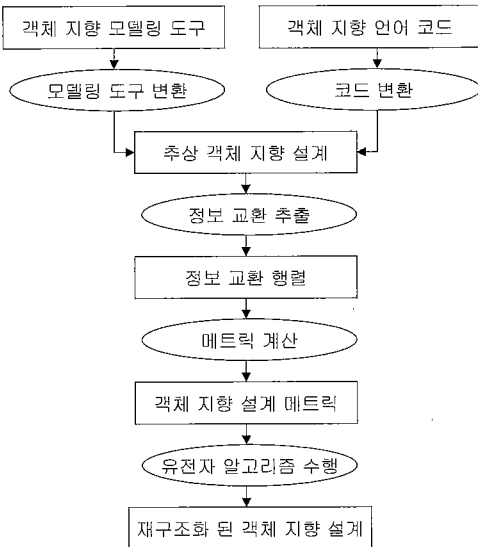 객체 지향 모델링 도구
객체 지향 언어 코드
모델링 도구 변환
코드 변환
추상 객체 지향 설계
정보 교환 추출
정보 교환 행렬
메트릭 계산
객체 지향 설계 메트릭
유전자 알고리즘 수행
재구조화 된 객체 지향 설계